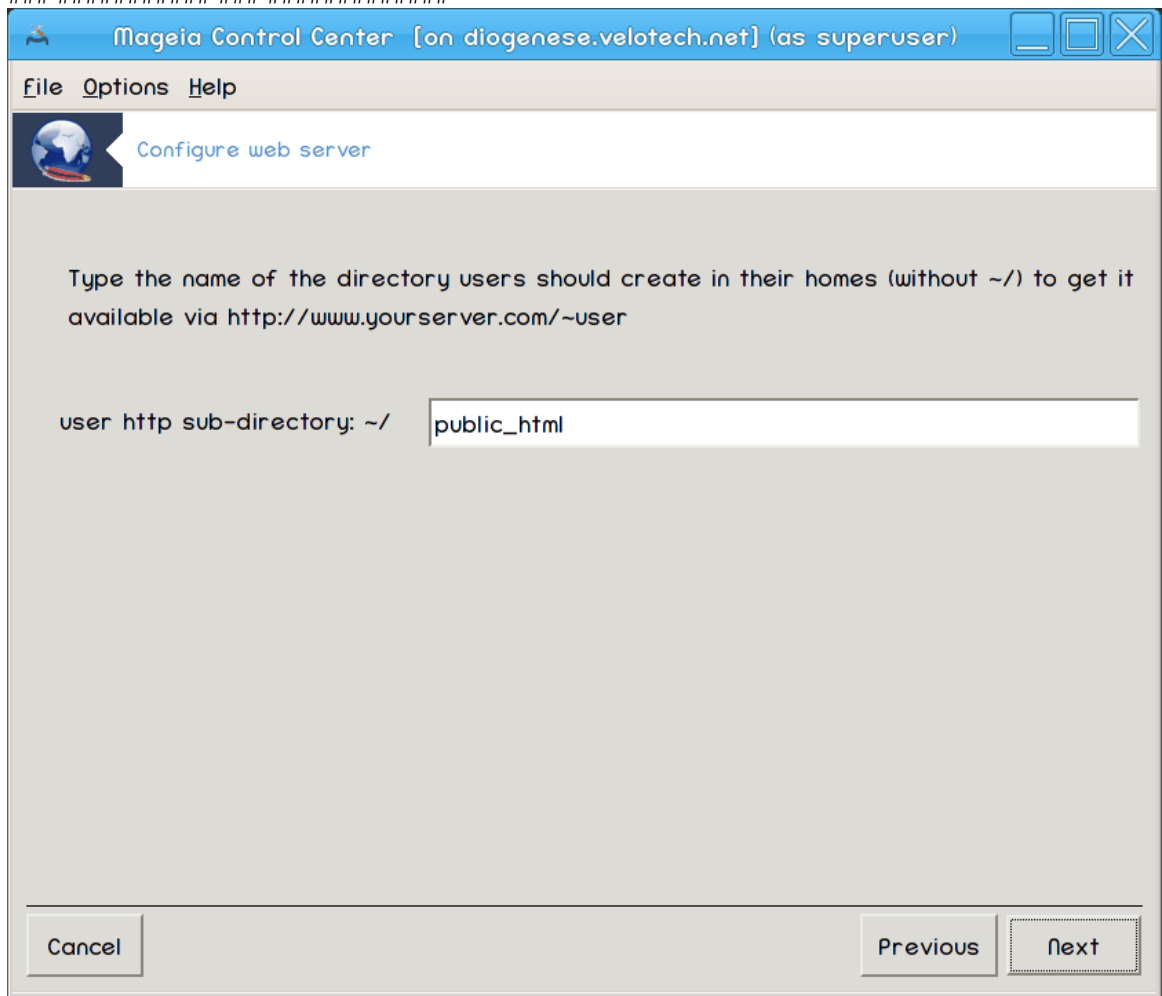 Mageia Control Center [on diogenese.velotech.net] (as superuser)
File Options Help
Configure web server
Type the name of the directory users should create in their homes (without ~/) to get it
available via http://www.yourserver.com/~user
user http sub-directory: ~/ public_html
Cancel Previous Next